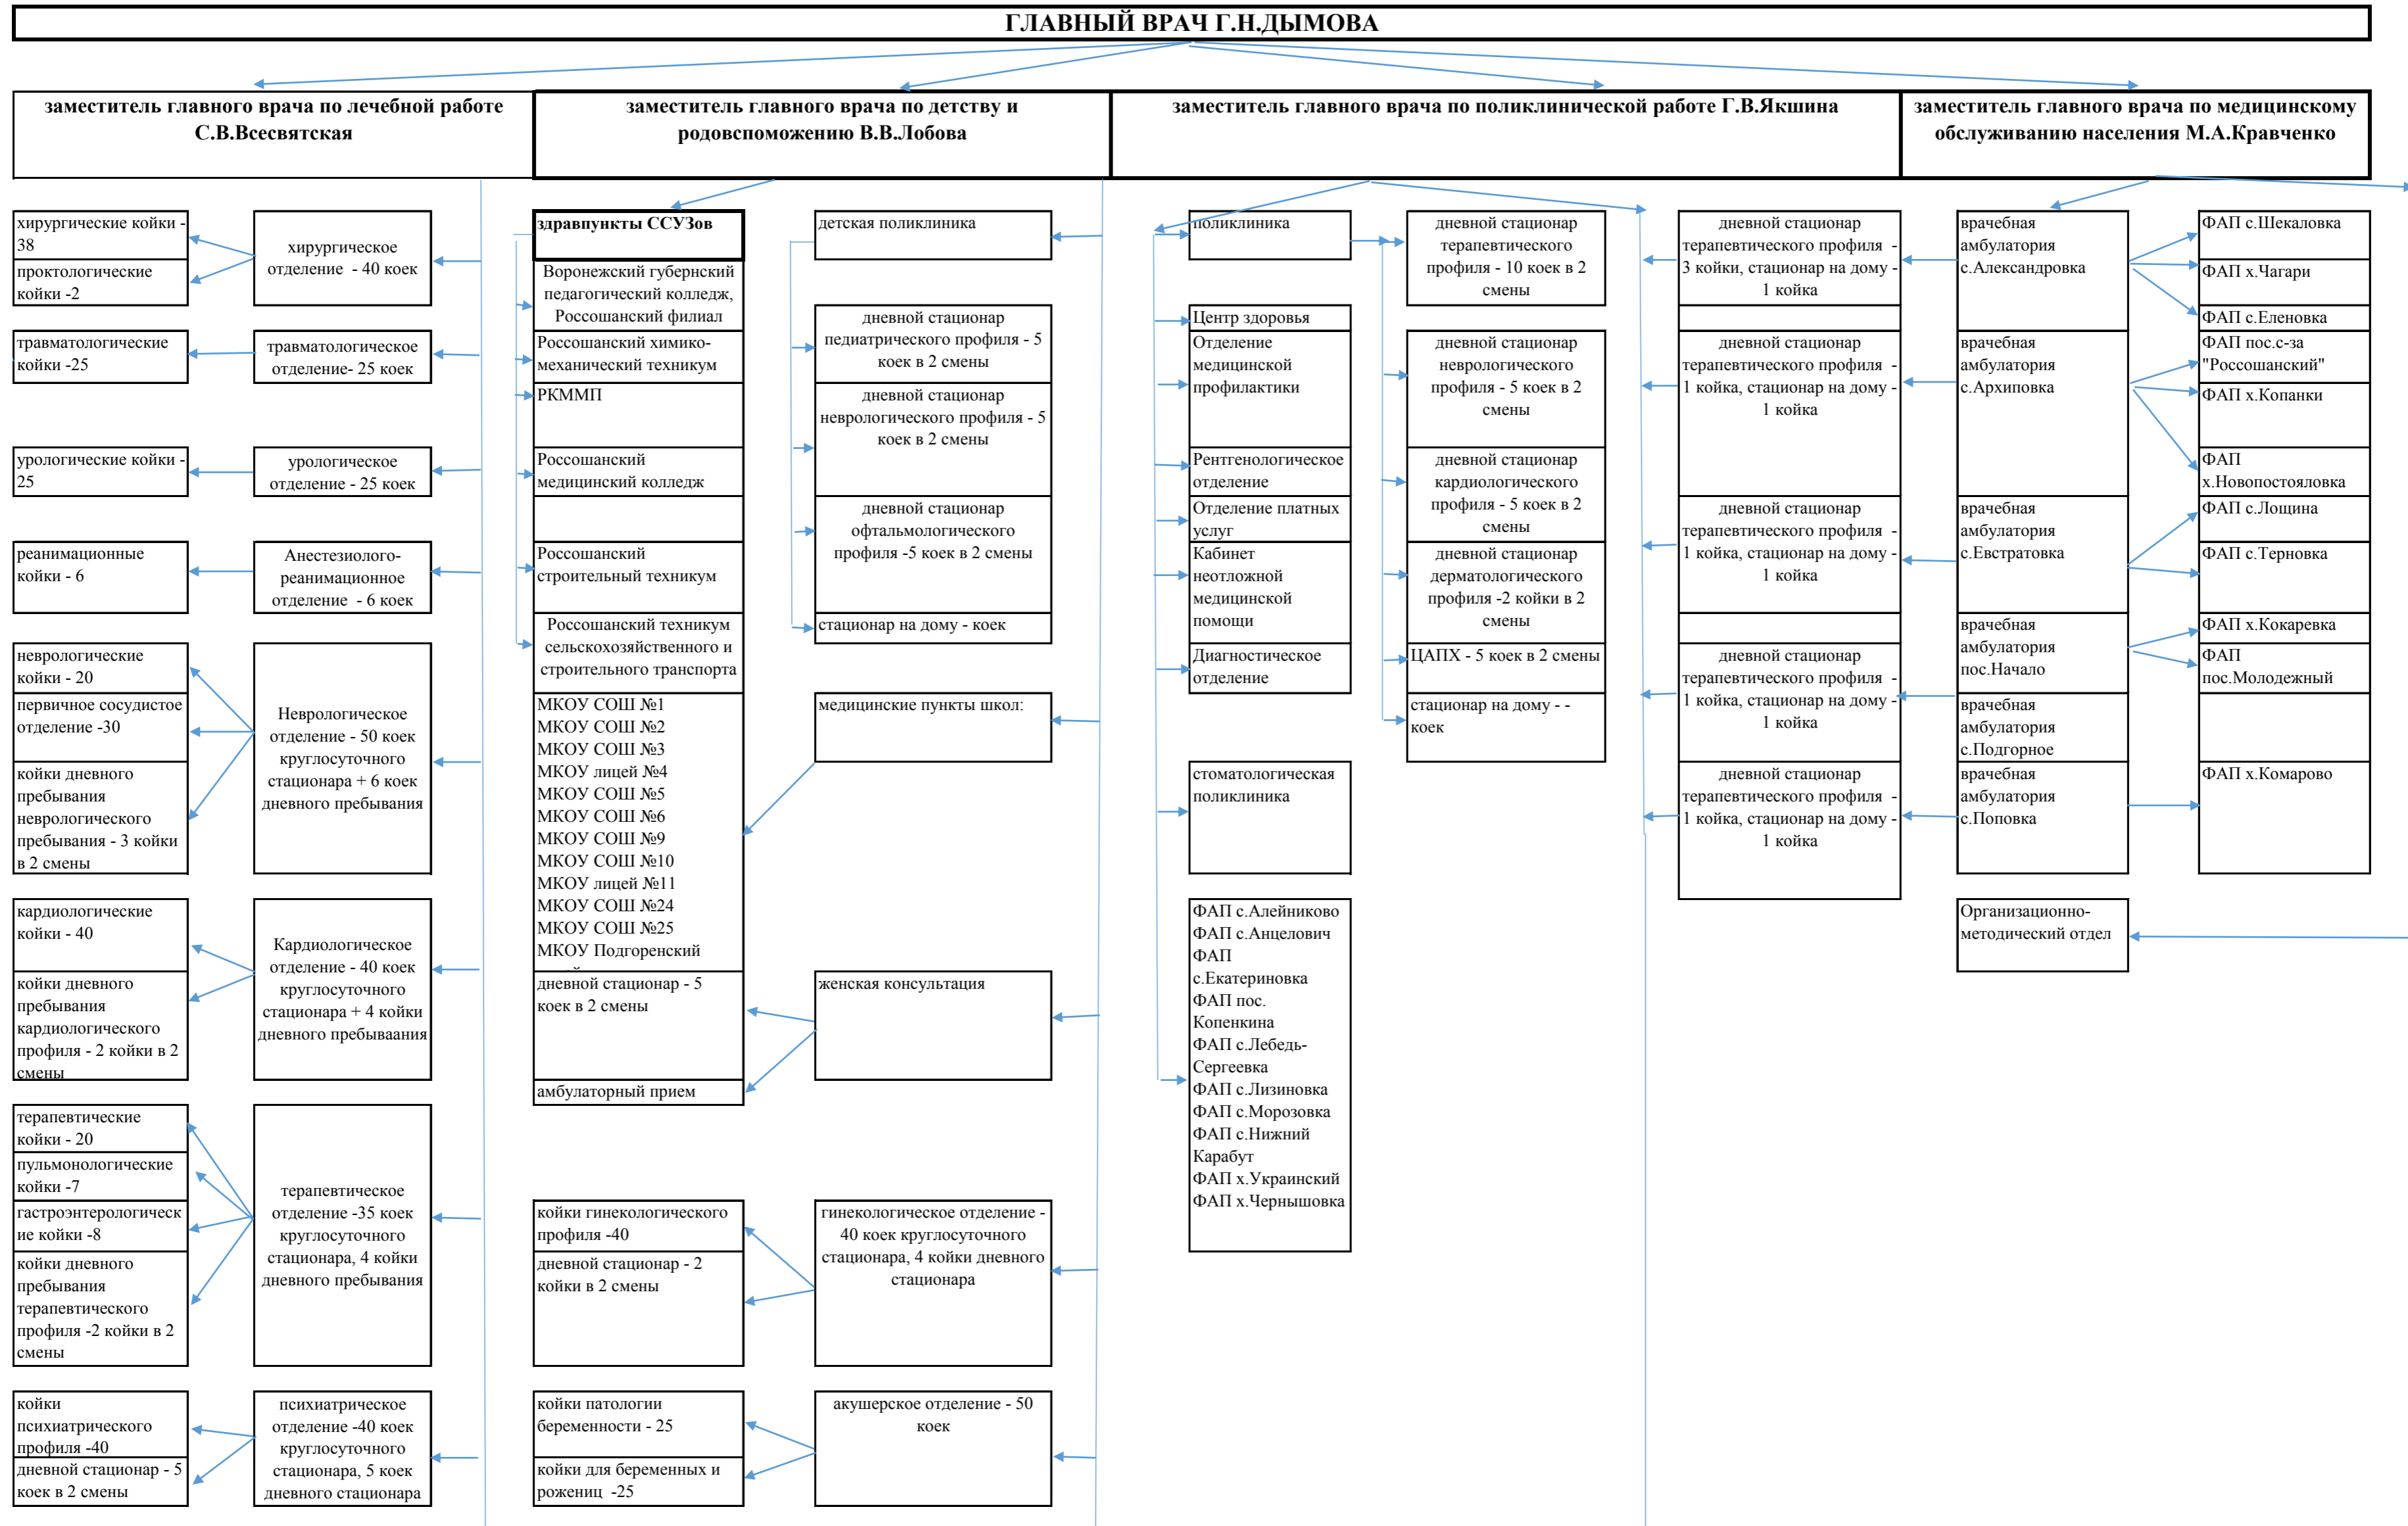 ГЛАВНЫЙ ВРАЧ Г.Н.ДЫМОВА
заместитель главного врача по лечебной работе
С.В.Всесвятская
заместитель главного врача по детству и
родовспоможению В.В.Лобова
заместитель главного врача по поликлинической работе Г.В.Якшина
заместитель главного врача по медицинскому
обслуживанию населения М.А.Кравченко
хирургические койки -
38
проктологические
койки -2
хирургическое
отделение - 40 коек
травматологические
койки -25
травматологическое
отделение- 25 коек
урологические койки -
25
урологическое
отделение - 25 коек
реанимационные
койки - 6
Анестезиолого-
реанимационное
отделение - 6 коек
неврологические
койки - 20
первичное сосудистое
отделение -30
койки дневного
пребывания
неврологического
пребывания - 3 койки
в 2 смены
Неврологическое
отделение - 50 коек
круглосуточного
стационара + 6 коек
дневного пребывания
кардиологические
койки - 40
койки дневного
пребывания
кардиологического
профиля - 2 койки в 2
смены
Кардиологическое
отделение - 40 коек
круглосуточного
стационара + 4 койки
дневного пребываания
терапевтические
койки - 20
пульмонологические
койки -7
гастроэнтерологическ
ие койки -8
койки дневного
пребывания
терапевтического
профиля -2 койки в 2
смены
терапевтическое
отделение -35 коек
круглосуточного
стационара, 4 койки
дневного пребывания
койки
психиатрического
профиля -40
дневной стационар - 5
коек в 2 смены
психиатрическое
отделение -40 коек
круглосуточного
стационара, 5 коек
дневного стационара
здравпункты ССУЗов
Воронежский губернский
педагогический колледж,
Россошанский филиал
Россошанский химико-
механический техникум
РКММП
Россошанский
медицинский колледж
Россошанский
строительный техникум
Россошанский техникум
сельскохозяйственного и
строительного транспорта
МКОУ СОШ №1
МКОУ СОШ №2
МКОУ СОШ №3
МКОУ лицей №4
МКОУ СОШ №5
МКОУ СОШ №6
МКОУ СОШ №9
МКОУ СОШ №10
МКОУ лицей №11
МКОУ СОШ №24
МКОУ СОШ №25
МКОУ Подгоренский
дневной стационар - 5
коек в 2 смены
амбулаторный прием
койки гинекологического
профиля -40
дневной стационар - 2
койки в 2 смены
койки патологии
беременности - 25
койки для беременных и
рожениц -25
детская поликлиника
дневной стационар
педиатрического профиля - 5
коек в 2 смены
дневной стационар
неврологического профиля - 5
коек в 2 смены
дневной стационар
офтальмологического
профиля -5 коек в 2 смены
стационар на дому - коек
медицинские пункты школ:
женская консультация
гинекологическое отделение -
40 коек круглосуточного
стационара, 4 койки дневного
стационара
акушерское отделение - 50
коек
поликлиника
Центр здоровья
Отделение
медицинской
профилактики
Рентгенологическое
отделение
Отделение платных
услуг
Кабинет
неотложной
медицинской
помощи
Диагностическое
отделение
стоматологическая
поликлиника
ФАП с.Алейниково
ФАП с.Анцелович
ФАП
с.Екатериновка
ФАП пос.
Копенкина
ФАП с.Лебедь-
Сергеевка
ФАП с.Лизиновка
ФАП с.Морозовка
ФАП с.Нижний
Карабут
ФАП х.Украинский
ФАП х.Чернышовка
дневной стационар
терапевтического
профиля - 10 коек в 2
смены
дневной стационар
неврологического
профиля - 5 коек в 2
смены
дневной стационар
кардиологического
профиля - 5 коек в 2
смены
дневной стационар
дерматологического
профиля -2 койки в 2
смены
ЦАПХ - 5 коек в 2 смены
стационар на дому - -
коек
дневной стационар
терапевтического профиля -
3 койки, стационар на дому -
1 койка
дневной стационар
терапевтического профиля -
1 койка, стационар на дому -
1 койка
дневной стационар
терапевтического профиля -
1 койка, стационар на дому -
1 койка
дневной стационар
терапевтического профиля -
1 койка, стационар на дому -
1 койка
дневной стационар
терапевтического профиля -
1 койка, стационар на дому -
1 койка
врачебная
амбулатория
с.Александровка
врачебная
амбулатория
с.Архиповка
врачебная
амбулатория
с.Евстратовка
врачебная
амбулатория
пос.Начало
врачебная
амбулатория
с.Подгорное
врачебная
амбулатория
с.Поповка
Организационно-
методический отдел
ФАП с.Шекаловка
ФАП х.Чагари
ФАП с.Еленовка
ФАП пос.с-за
"Россошанский"
ФАП х.Копанки
ФАП
х.Новопостояловка
ФАП с.Лощина
ФАП с.Терновка
ФАП х.Кокаревка
ФАП
пос.Молодежный
ФАП х.Комарово